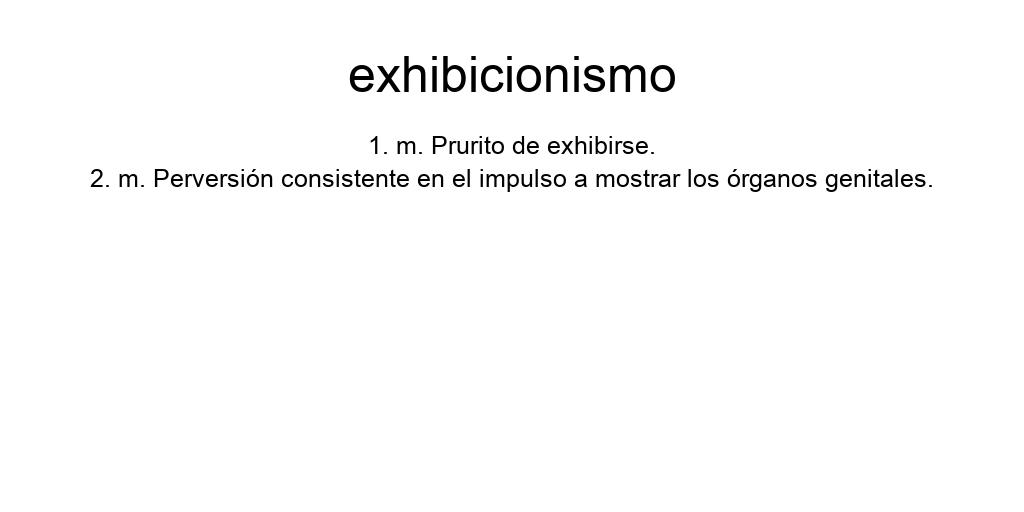 exhibicionismo
1. m. Prurito de exhibirse.
2. m. Perversión consistente en el impulso a mostrar los órganos genitales.